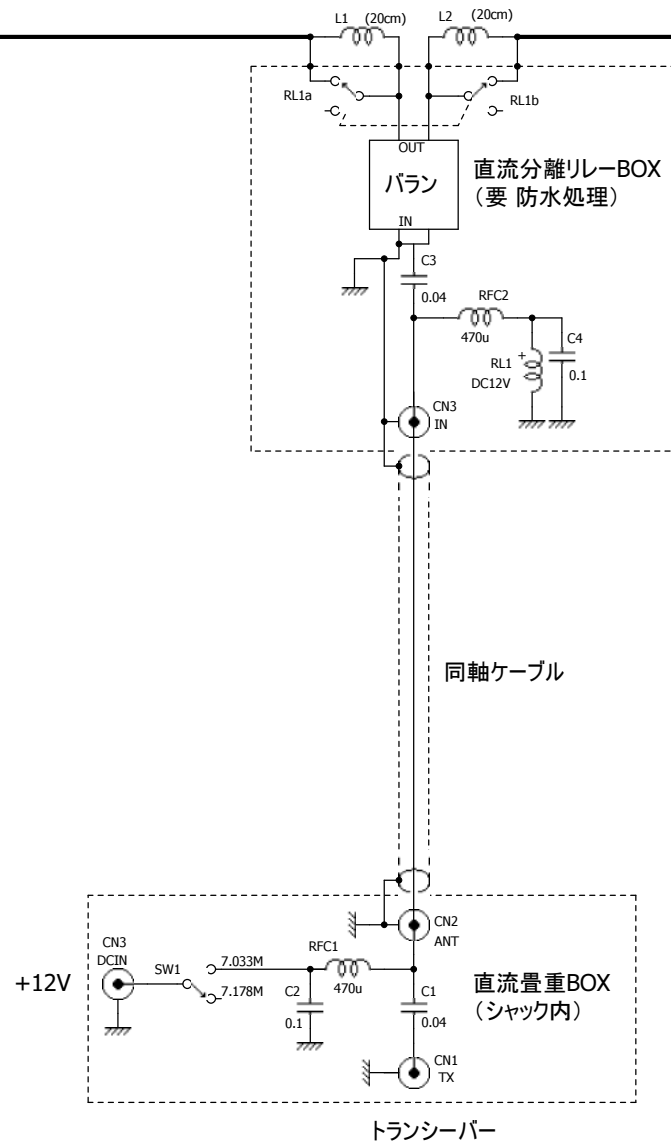 L1 (20cm)
L2 (20cm)
RL1a
RL1b
OUT
バラン
IN
直流分離リレーBOX
（要 防水処理）
C3
0.04
RFC2
470u
RL1
DC12V
+
C4
0.1
CN3
IN
同軸ケーブル
CN2
ANT
+12V
CN3
DCIN
SW1
7.033M
7.178M
RFC1
470u
C2
0.1
C1
0.04
直流畳重BOX
（シャック内）
CN1
TX
トランシーバー